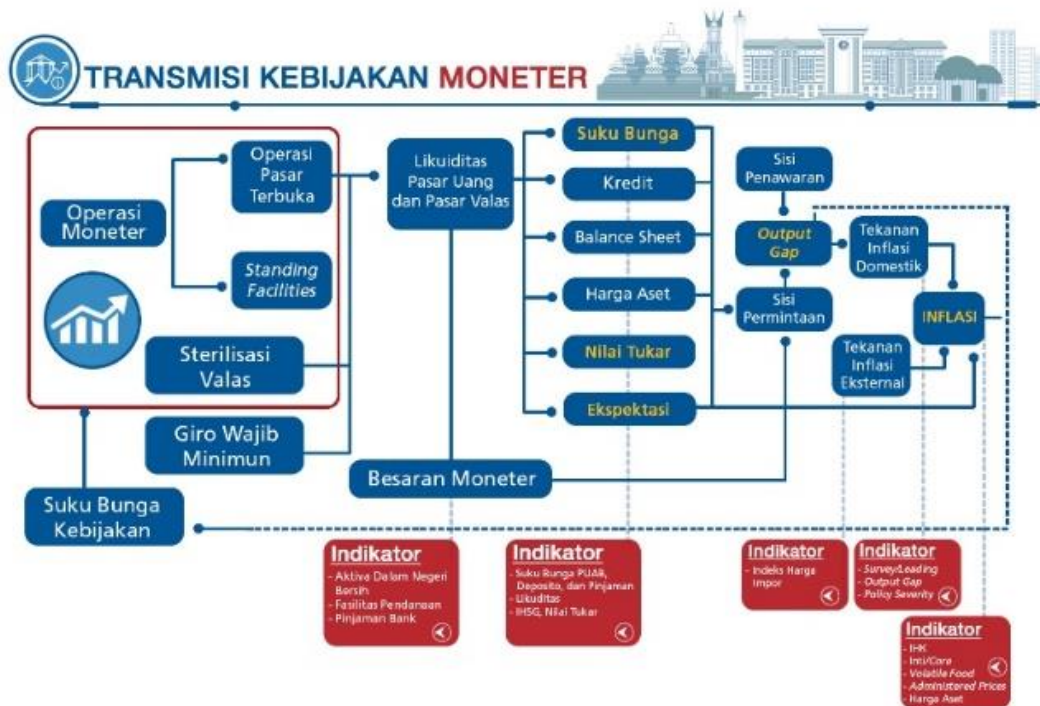 TRANSMISI KEBIJAKAN MONETER
Operasi
Moneter
Operasi
Pasar
Terbuka
Standing
Facilities
Sterilisasi
Valas
Giro Wajib
Minimun
Suku Bunga
Kebijakan
Likuiditas
Pasar Uang
dan Pasar Valas
Besaran Moneter
Suku Bunga
Kredit
Balance Sheet
Harga Aset
Nilai Tukar
Ekspektasi
Sisi
Penawaran
Output
Gap
Sisi
Permintaan
Tekanan
Inflasi
Domestik
Tekanan
Inflasi
Eksternal
INFLASI
Indikator
- Aktiva Dalam Negeri
Bersih
- Fasilitas Pendanaan
- Pinjaman Bank
Indikator
- Suku Bunga PUAB,
Deposito, dan Pinjaman
- Likuditas
- IHSG, Nilai Tukar
Indikator
- Indeks Harga
Impor
Indikator
- Survey/Leading
- Output Gap
- Policy Severity
Indikator
- IHK
- Inti/Core
- Volatile Food
- Administered Prices
- Harga Aset